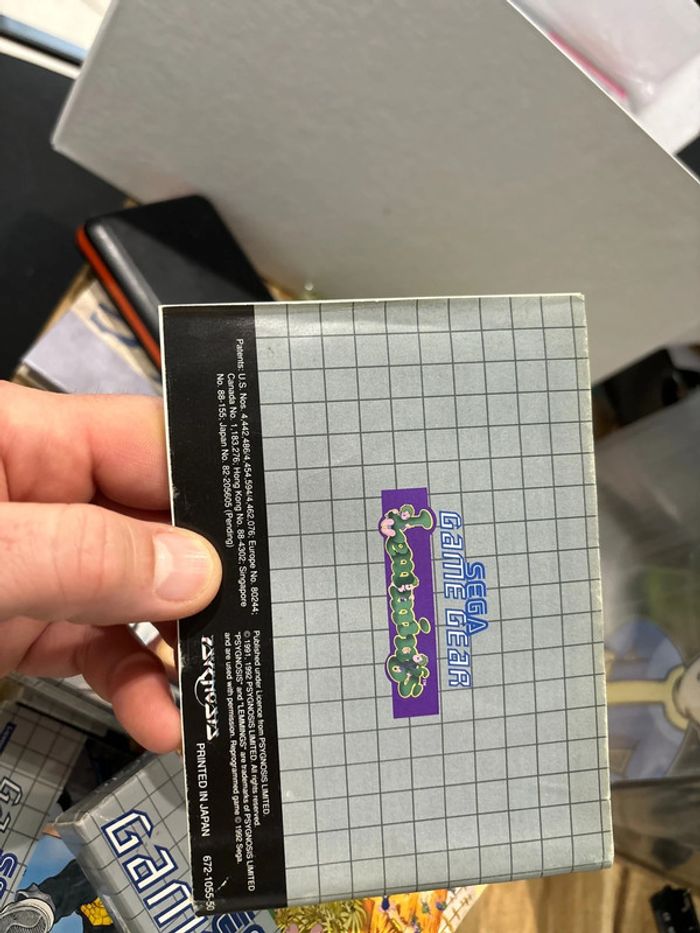 SEGA
GAME GEAR
Lemmings
TM
Patents: U.S. Nos. 4,442,486/4,454,594/4,462,076; Europe No. 80244;
Canada No. 1,183,276; Hong Kong No. 88-4302; Singapore
No. 88-155; Japan No. 82-205605 (Pending)
Published under Licence from PSYGNOSIS LIMITED.
© 1991, 1992 PSYGNOSIS LIMITED. All rights reserved.
"PSYGNOSIS" and "LEMMINGS" are trademarks of PSYGNOSIS LIMITED
and are used with permission. Reprogrammed game © 1992 Sega.
PSYGNOSIS
PRINTED IN JAPAN
672-1055-50
GAM
SE